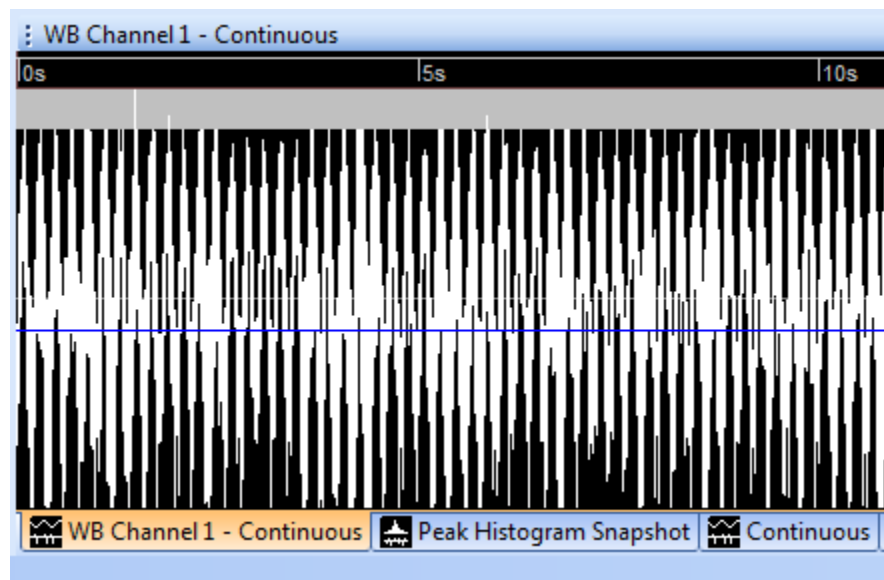 WB Channel 1 - Continuous
0s 5s 10s
WB Channel 1 - Continuous Peak Histogram Snapshot Continuous